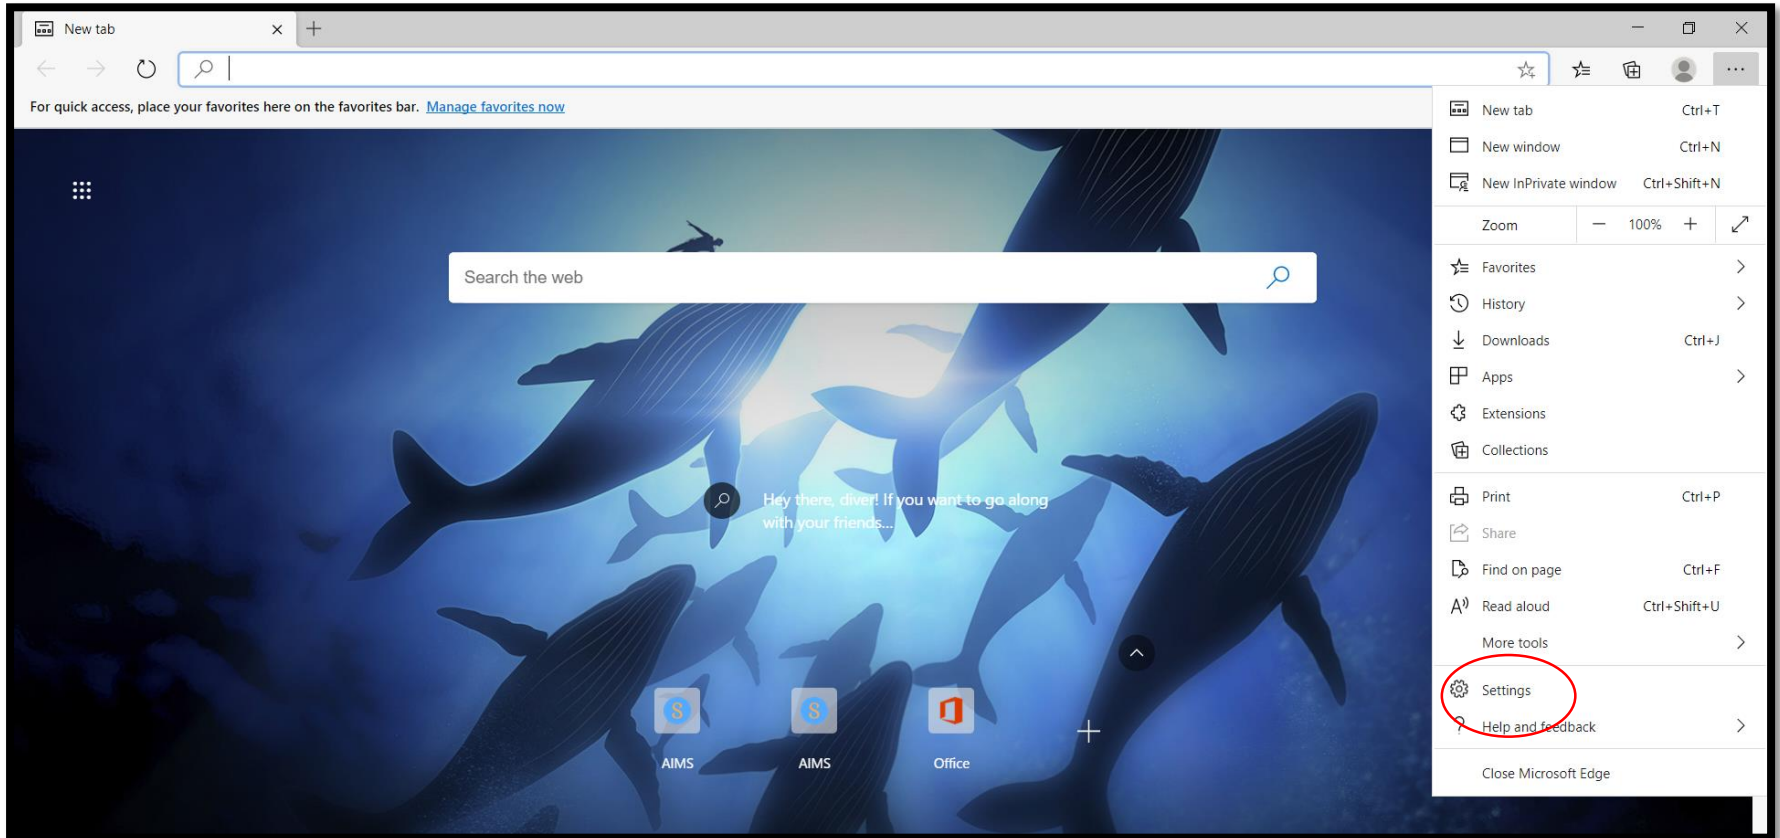 New tab
For quick access, place your favorites here on the favorites bar. Manage favorites now
New tab Ctrl+T
New window Ctrl+N
New InPrivate window Ctrl+Shift+N
Zoom 100%
Favorites
History
Downloads Ctrl+J
Apps
Extensions
Collections
Print Ctrl+P
Share
Find on page Ctrl+F
Read aloud Ctrl+Shift+U
More tools
Settings
Help and feedback
Close Microsoft Edge
Search the web
Hey there, diver! If you want to go along
with your friends...
S S
AIMS AIMS Office